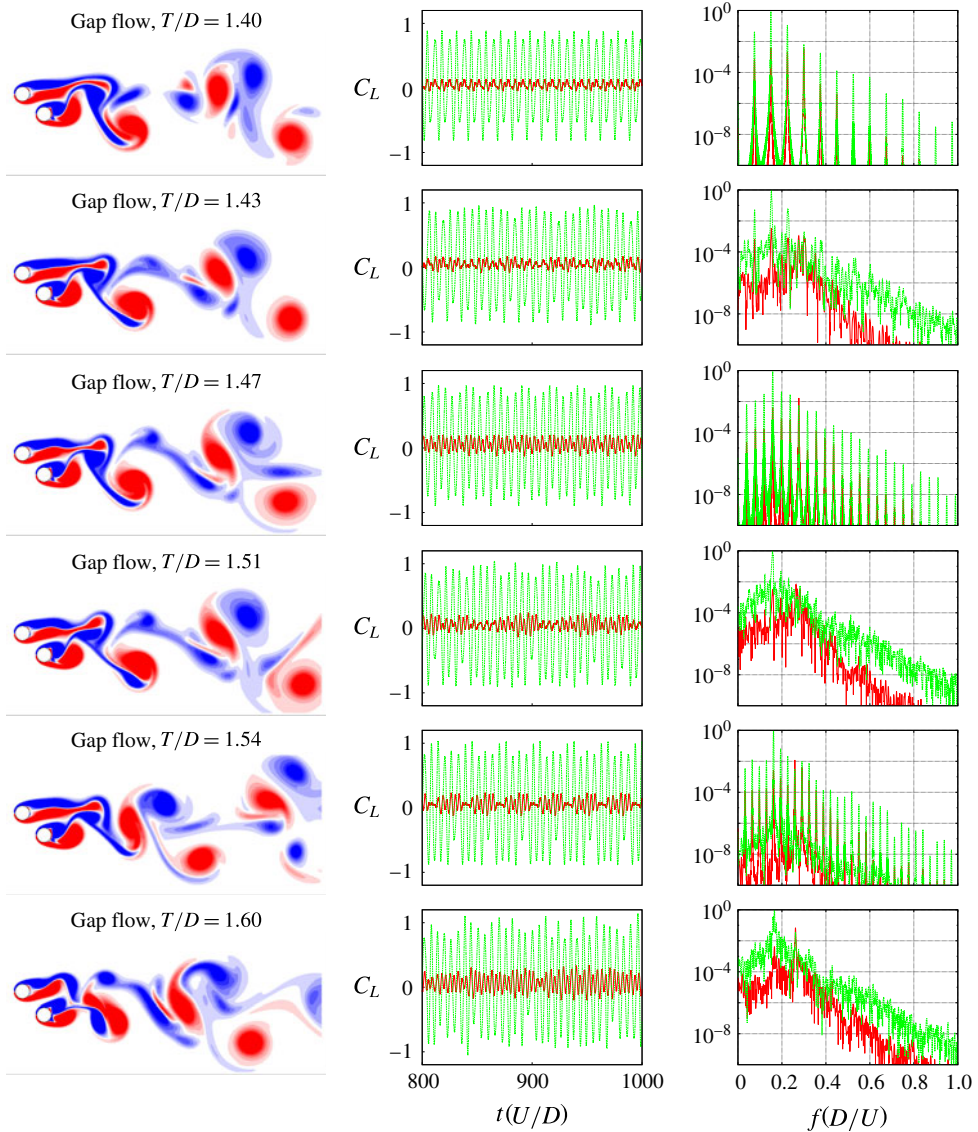 Gap flow, T/D = 1.40
C_L
1
0
−1
10^0
10^−4
10^−8
Gap flow, T/D = 1.43
C_L
1
0
−1
10^0
10^−4
10^−8
Gap flow, T/D = 1.47
C_L
1
0
−1
10^0
10^−4
10^−8
Gap flow, T/D = 1.51
C_L
1
0
−1
10^0
10^−4
10^−8
Gap flow, T/D = 1.54
C_L
1
0
−1
10^0
10^−4
10^−8
Gap flow, T/D = 1.60
C_L
1
0
−1
10^0
10^−4
10^−8
800 900 1000
0 0.2 0.4 0.6 0.8 1.0
t(U/D)
f(D/U)